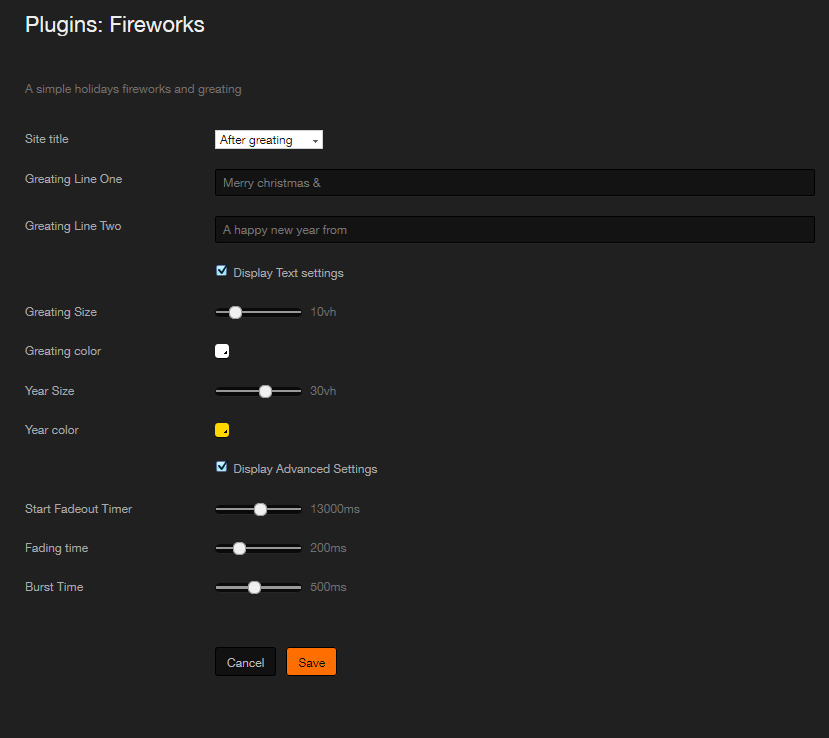 Plugins: Fireworks
A simple holidays fireworks and greating
Site title After greating
Greating Line One Merry christmas &
Greating Line Two A happy new year from
Display Text settings
Greating Size 10vh
Greating color
Year Size 30vh
Year color
Display Advanced Settings
Start Fadeout Timer 13000ms
Fading time 200ms
Burst Time 500ms
Cancel Save